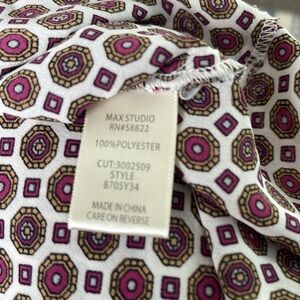 MAX STUDIO
RN#58822
100%POLYESTER
CUT:3002509
STYLE
8705Y34
MADE IN CHINA
CARE ON REVERSE